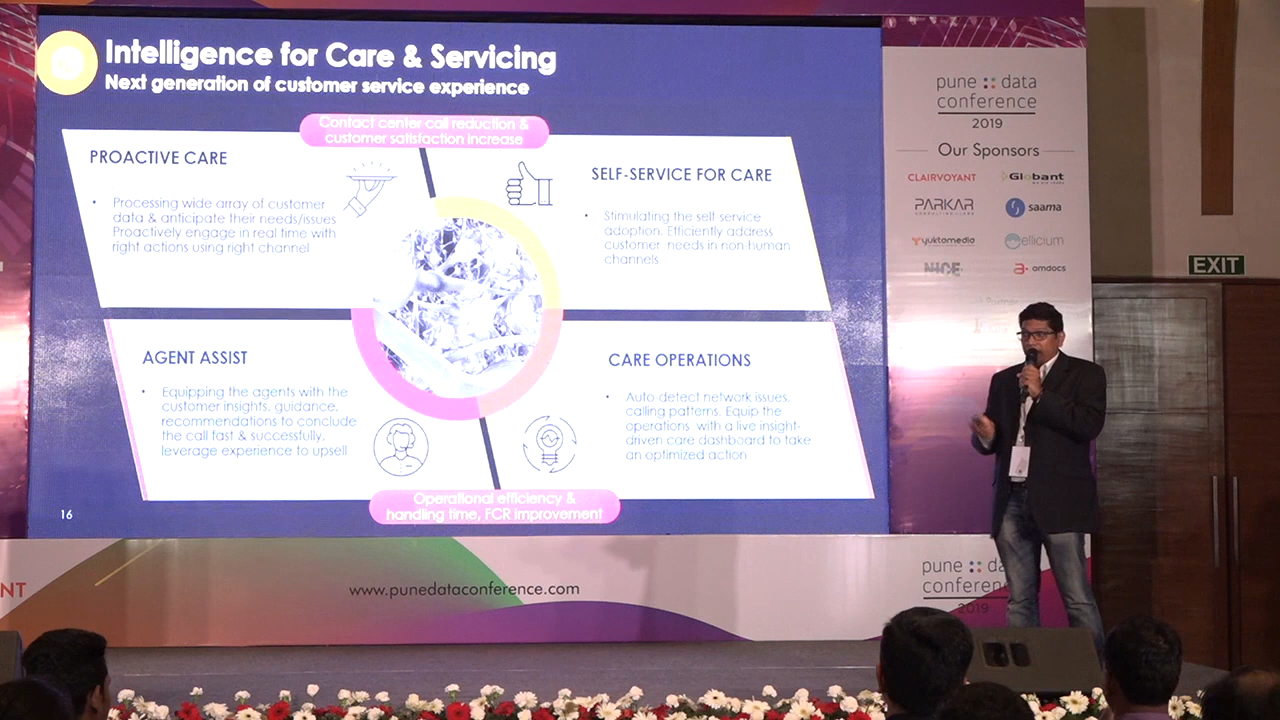 Intelligence for Care & Servicing
Next generation of customer service experience
Contact center call reduction &
customer satisfaction increase
PROACTIVE CARE
• Processing wide array of customer
data & anticipate their needs/issues
Proactively engage in real time with
right actions using right channel
SELF-SERVICE FOR CARE
• Stimulating the self service
adoption. Efficiently address
customer needs in non-human
channels
AGENT ASSIST
• Equipping the agents with the
customer insights, guidance,
recommendations to conclude
the call fast & successfully,
leverage experience to upsell
CARE OPERATIONS
• Auto detect network issues,
calling patterns. Equip the
operations with a live insight-
driven care dashboard to take
an optimized action
Operational efficiency &
handling time, FCR improvement
16
pune data
conference
2019
Our Sponsors
CLAIRVOYANT
Globant
PARKAR
saama
yuktamedia
ellicium
NICE
amdocs
EXIT
NT
www.punedataconference.com
pune da
conferen
2019